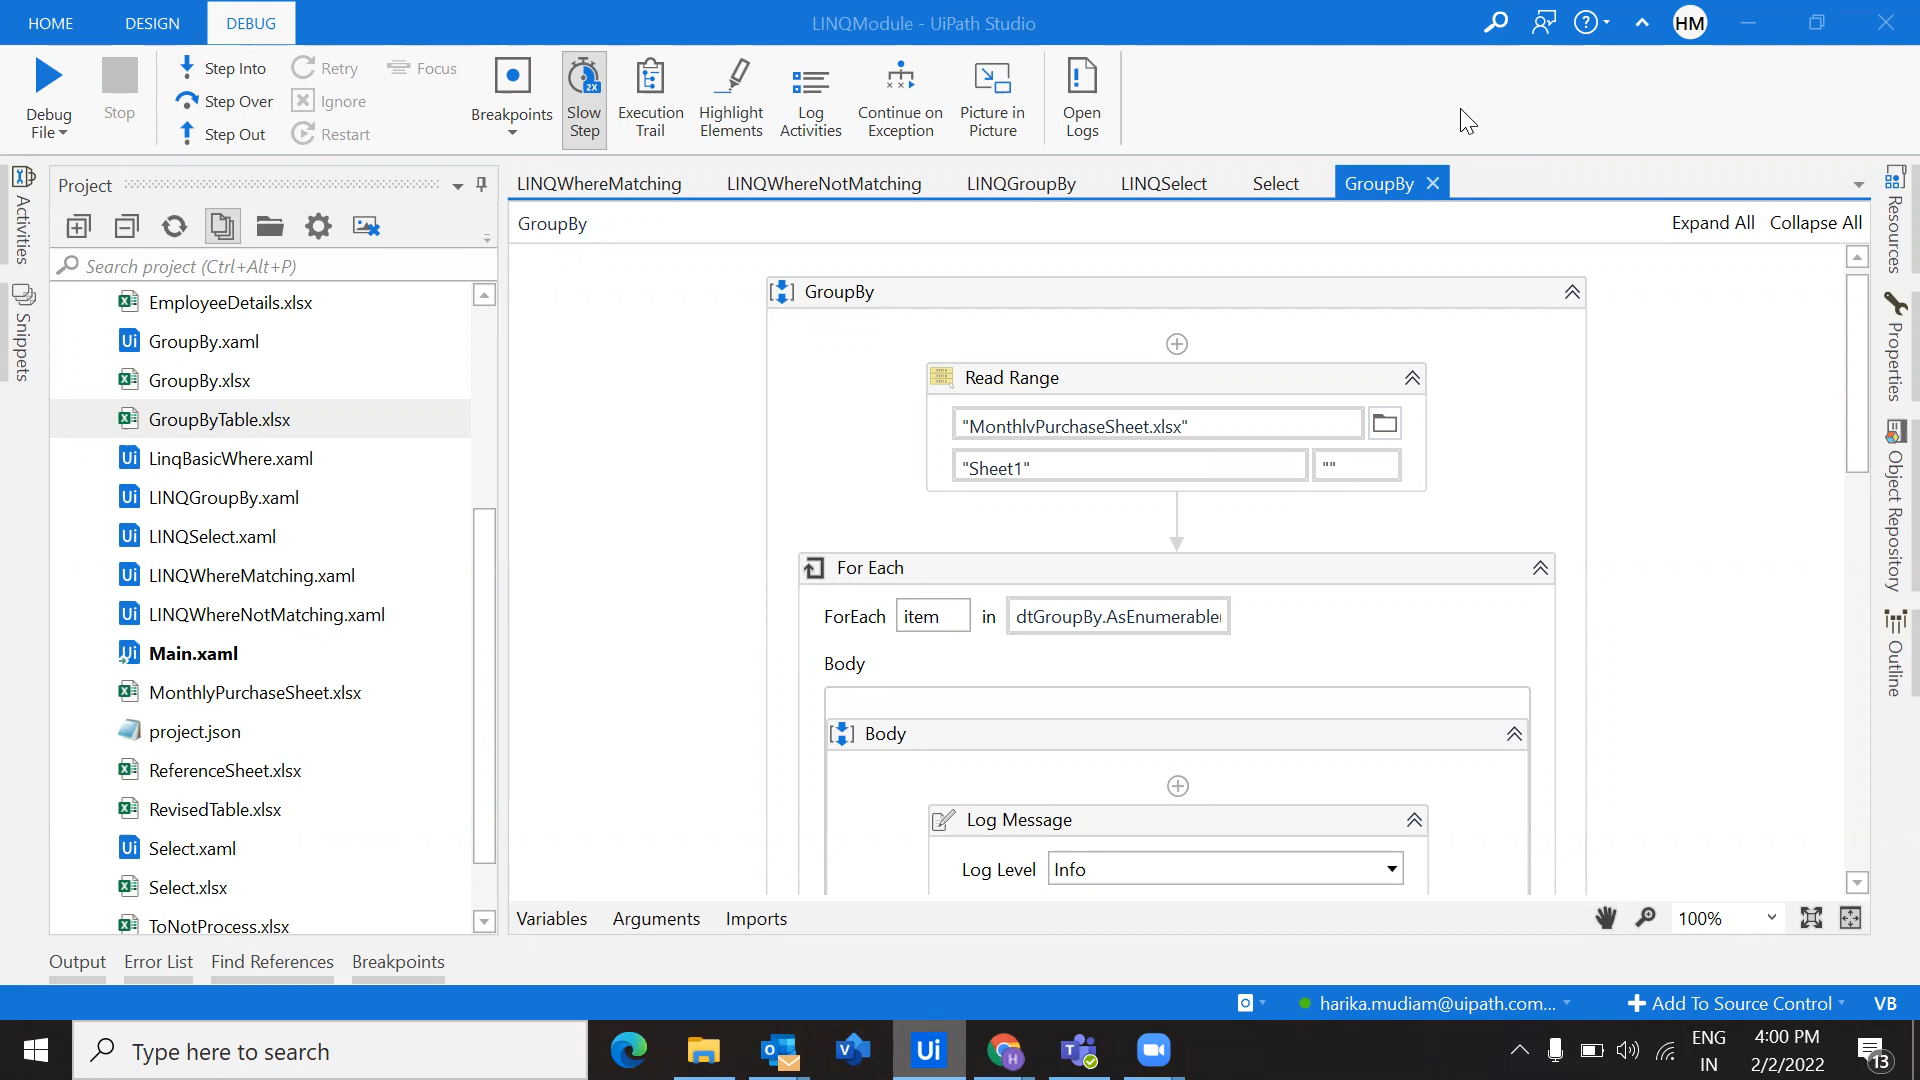 HOME DESIGN DEBUG LINQModule - UiPath Studio HM
Debug File Stop Step Into Step Over Step Out Retry Ignore Restart Focus Breakpoints Slow Step Execution Trail Highlight Elements Log Activities Continue on Exception Picture in Picture Open Logs
2X
Activities
Snippets
Project
Search project (Ctrl+Alt+P)
EmployeeDetails.xlsx
GroupBy.xaml
GroupBy.xlsx
GroupByTable.xlsx
LinqBasicWhere.xaml
LINQGroupBy.xaml
LINQSelect.xaml
LINQWhereMatching.xaml
LINQWhereNotMatching.xaml
Main.xaml
MonthlyPurchaseSheet.xlsx
project.json
ReferenceSheet.xlsx
RevisedTable.xlsx
Select.xaml
Select.xlsx
ToNotProcess.xlsx
LINQWhereMatching LINQWhereNotMatching LINQGroupBy LINQSelect Select GroupBy
GroupBy Expand All Collapse All
GroupBy
Read Range
"MonthlyPurchaseSheet.xlsx"
"Sheet1" ""
For Each
ForEach item in dtGroupBy.AsEnumerable(
Body
Body
Log Message
Log Level Info
Variables Arguments Imports 100%
Resources
Properties
Object Repository
Outline
Output Error List Find References Breakpoints
harika.mudiam@uipath.com... Add To Source Control VB
Type here to search
Ui
ENG
IN
4:00 PM
2/2/2022
13